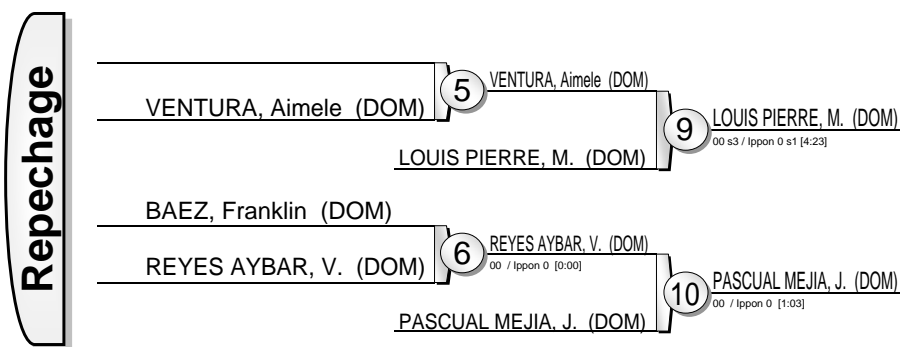 Repechage
VENTURA, Aimele (DOM)
5
VENTURA, Aimele (DOM)
LOUIS PIERRE, M. (DOM)
9
LOUIS PIERRE, M. (DOM)
00 s3 / Ippon 0 s1 [4:23]
BAEZ, Franklin (DOM)
REYES AYBAR, V. (DOM)
6
REYES AYBAR, V. (DOM)
00 / Ippon 0 [0:00]
PASCUAL MEJIA, J. (DOM)
10
PASCUAL MEJIA, J. (DOM)
00 / Ippon 0 [1:03]